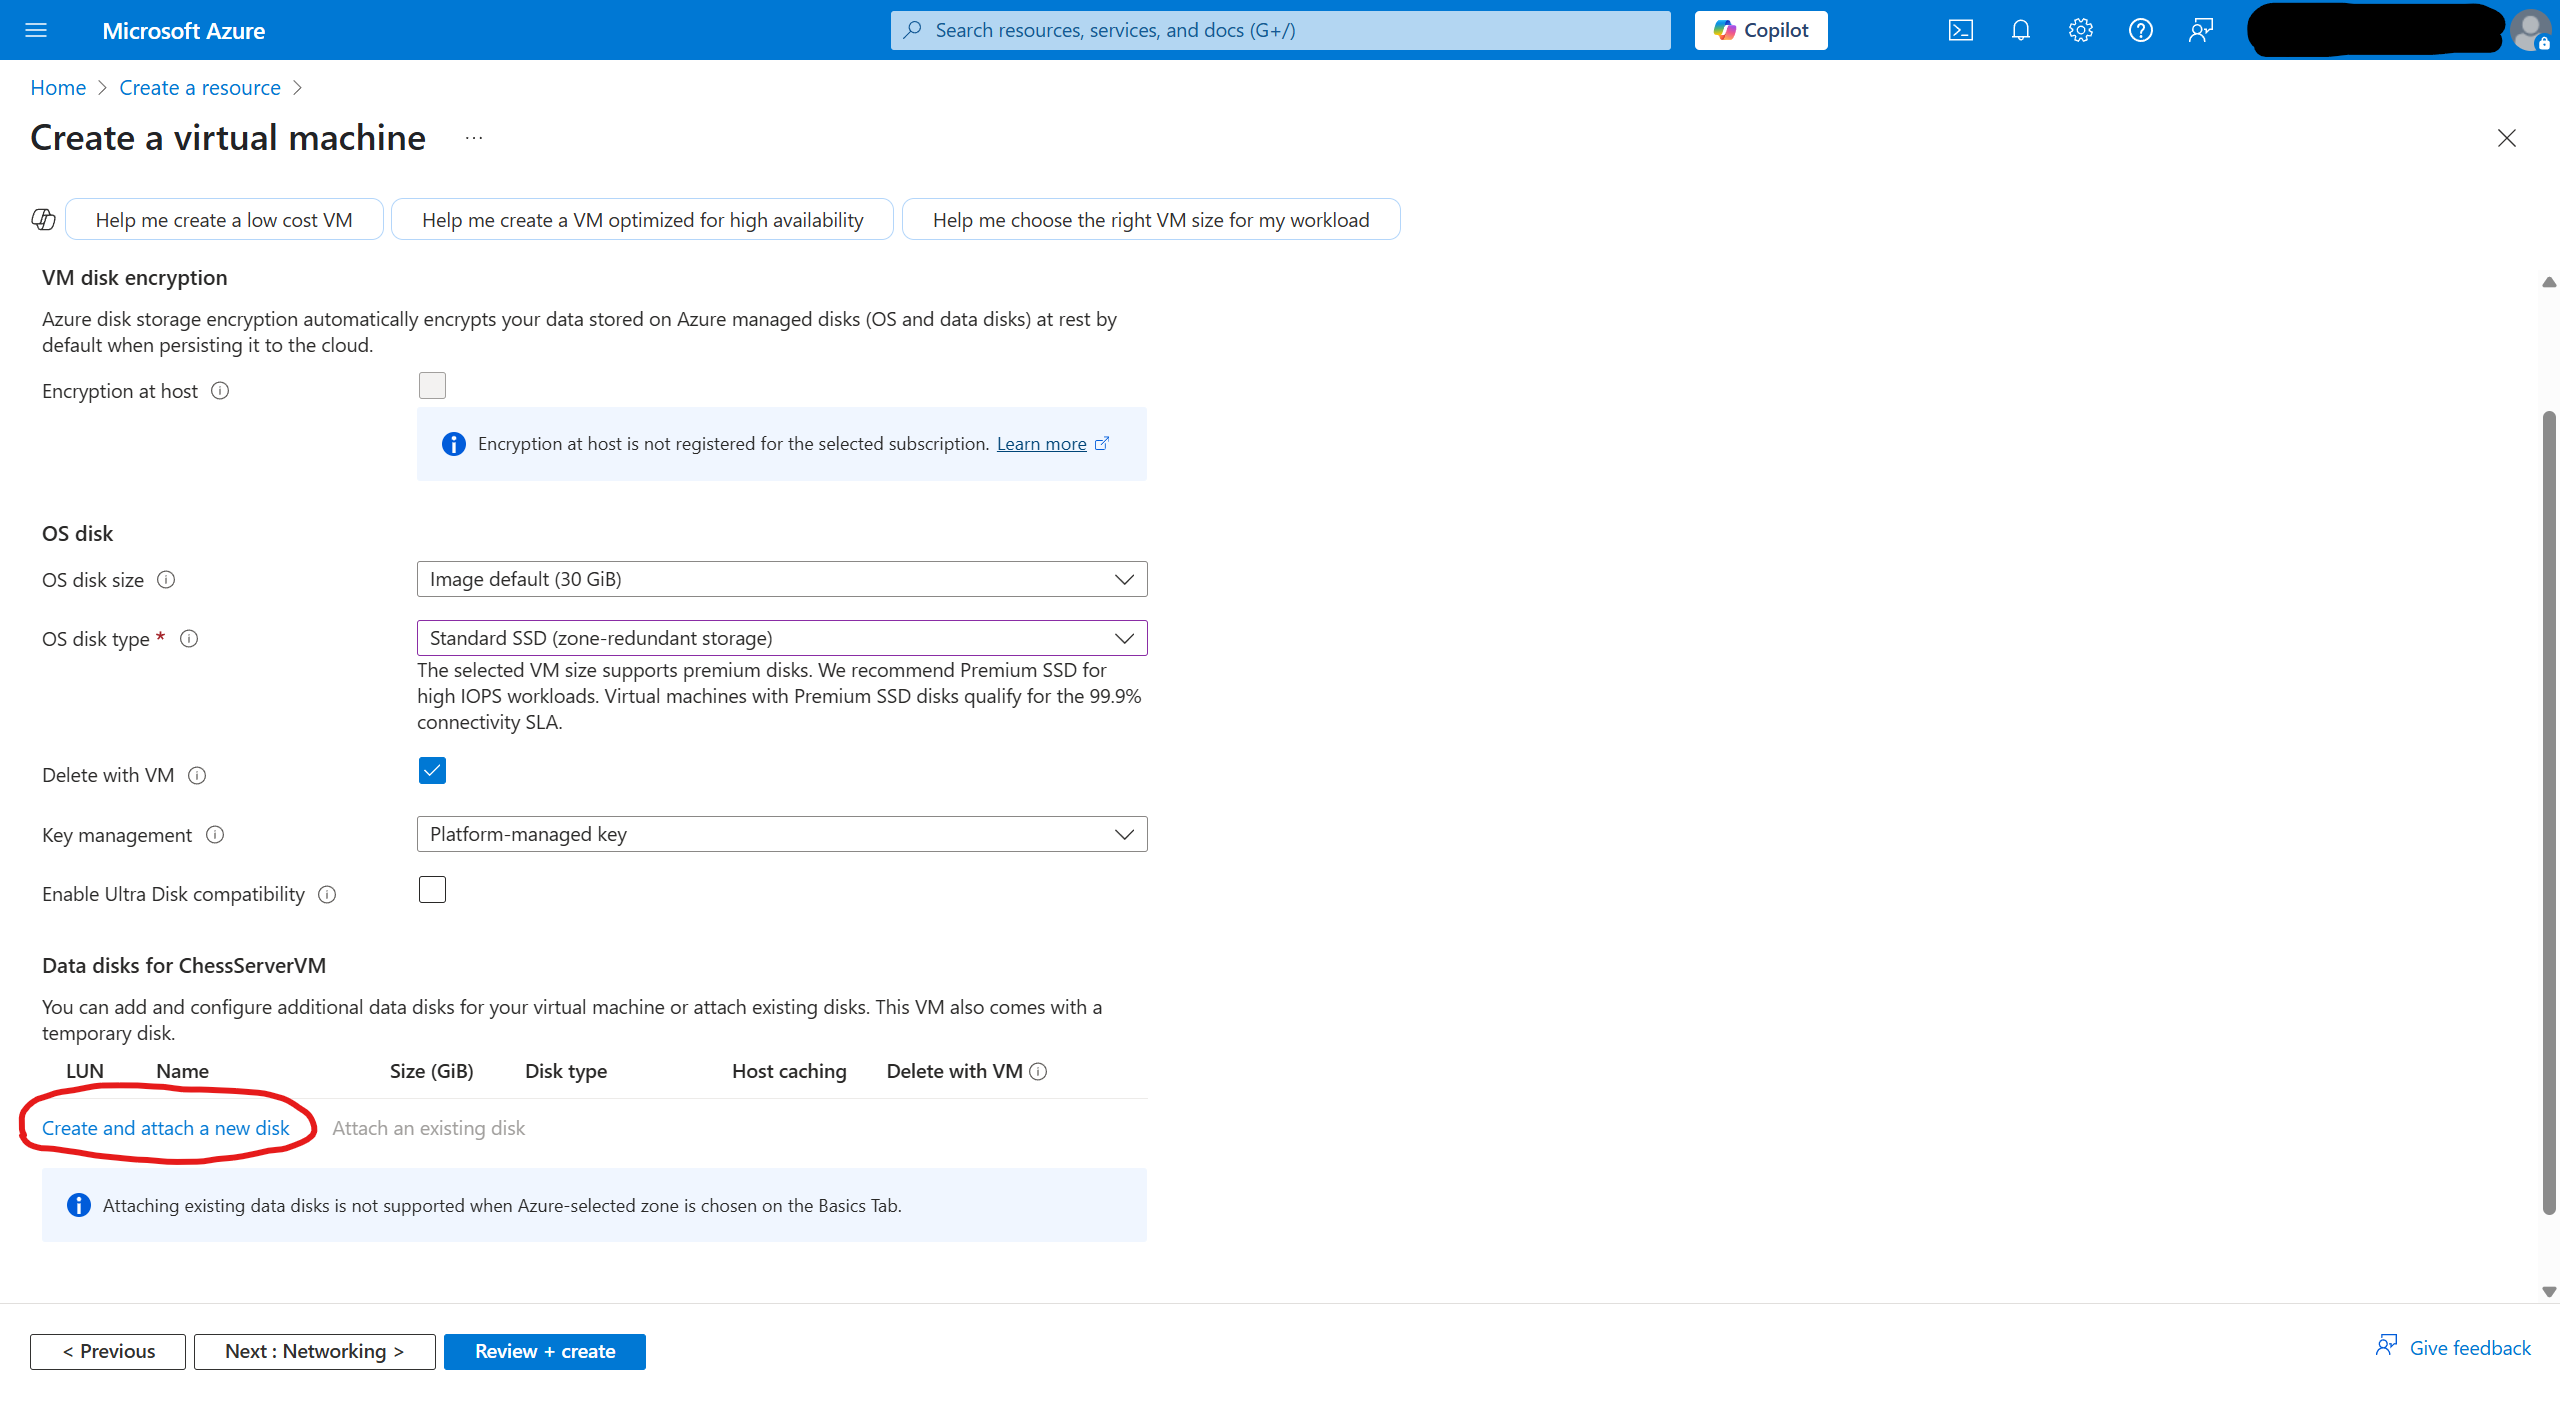 Microsoft Azure
Search resources, services, and docs (G+/)
Copilot
Home > Create a resource >
Create a virtual machine ...
Help me create a low cost VM
Help me create a VM optimized for high availability
Help me choose the right VM size for my workload
VM disk encryption
Azure disk storage encryption automatically encrypts your data stored on Azure managed disks (OS and data disks) at rest by
default when persisting it to the cloud.
Encryption at host
Encryption at host is not registered for the selected subscription. Learn more
OS disk
OS disk size
Image default (30 GiB)
OS disk type *
Standard SSD (zone-redundant storage)
The selected VM size supports premium disks. We recommend Premium SSD for
high IOPS workloads. Virtual machines with Premium SSD disks qualify for the 99.9%
connectivity SLA.
Delete with VM
Key management
Platform-managed key
Enable Ultra Disk compatibility
Data disks for ChessServerVM
You can add and configure additional data disks for your virtual machine or attach existing disks. This VM also comes with a
temporary disk.
LUN Name Size (GiB) Disk type Host caching Delete with VM
Create and attach a new disk Attach an existing disk
Attaching existing data disks is not supported when Azure-selected zone is chosen on the Basics Tab.
< Previous
Next : Networking >
Review + create
Give feedback